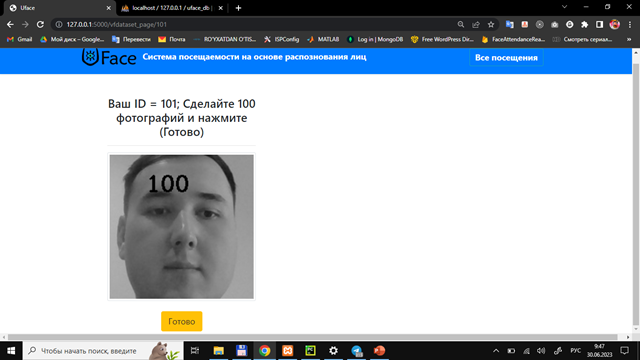 Uface
localhost / 127.0.0.1 / uface_db |
127.0.0.1:5000/vfdataset_page/101
Gmail
Мой диск – Google...
Перевести
Почта
RO'YXATDAN O'TIS...
ISPConfig
MATLAB
Log in | MongoDB
Free WordPress Dir...
FaceAttendanceRea...
Смотреть сериал...
Face
Система посещаемости на основе распознования лиц
Все посещения
Ваш ID = 101; Сделайте 100
фотографий и нажмите
(Готово)
100
Готово
Чтобы начать поиск, введите
РУС
9:47
30.06.2023